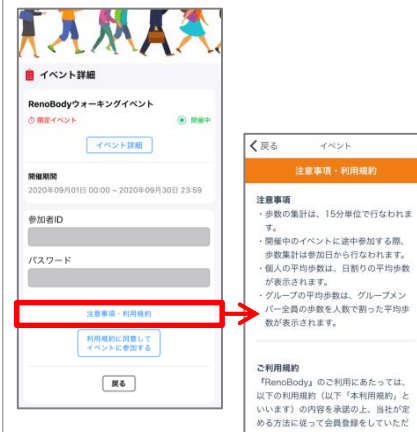 イベント詳細
RenoBodyウォーキングイベント
限定イベント
開催中
イベント詳細
開催期間
2020年09月01日 00:00 ~ 2020年09月30日 23:59
参加者ID
パスワード
注意事項・利用規約
利用規約に同意して
イベントに参加する
戻る
戻る
イベント
注意事項・利用規約
注意事項
・歩数の集計は、15分単位で行なわれま
す。
・開催中のイベントに途中参加する際、
歩数集計は参加日から行なわれます。
・個人の平均歩数は、日割りの平均歩数
が表示されます。
・グループの平均歩数は、グループメン
バー全員の歩数を人数で割った平均歩
数が表示されます。
ご利用規約
『RenoBody』のご利用にあたっては、
以下の利用規約（以下「本利用規約」と
いいます）の内容を承諾の上、当社が定
める方法に従って会員登録をしていただ